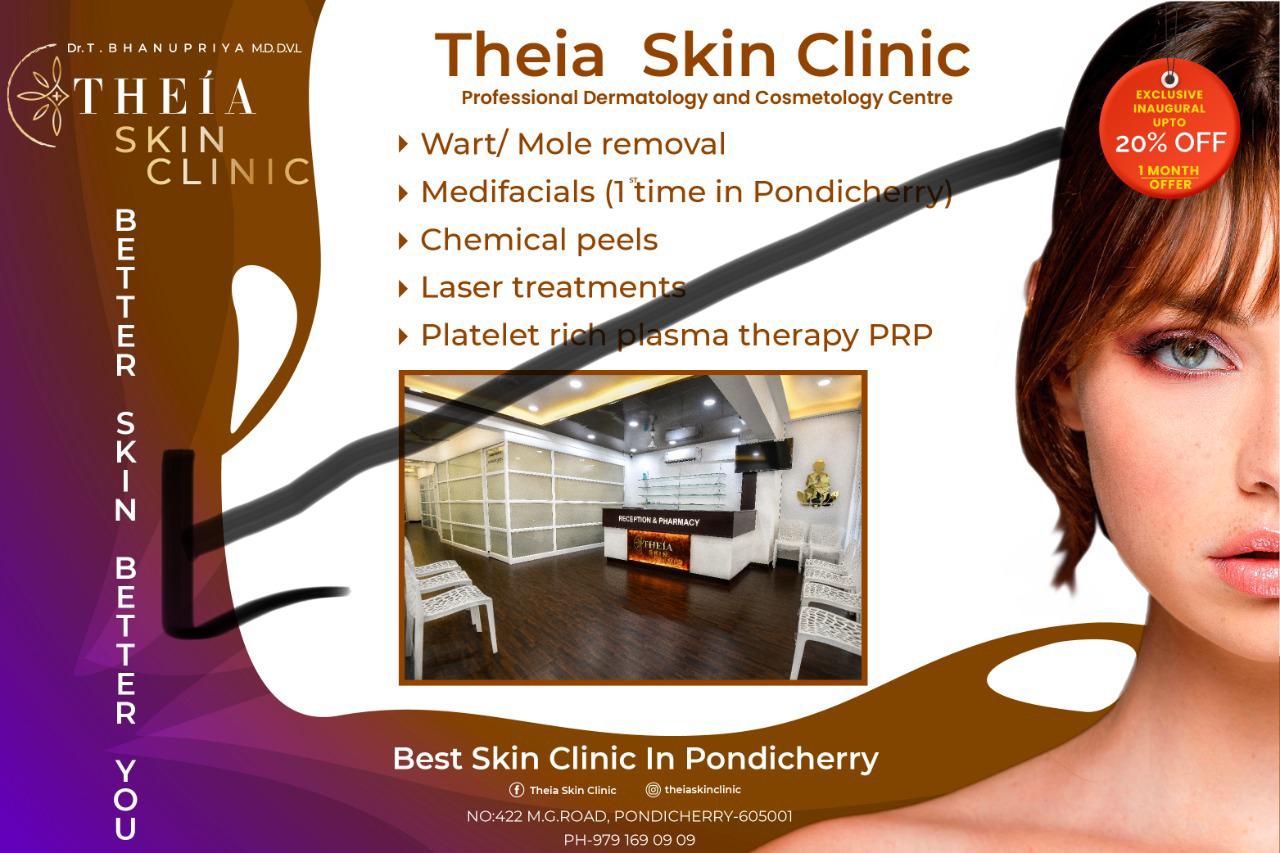 Dr.T.BHANUPRIYA M.D.D.V.L
THEÍA
SKIN
CLINIC
BETTER SKIN BETTER YOU
Theia Skin Clinic
Professional Dermatology and Cosmetology Centre
Wart/ Mole removal
Medifacials (1ST time in Pondicherry)
Chemical peels
Laser treatments
Platelet rich plasma therapy PRP
EXCLUSIVE
INAUGURAL
UPTO
20% OFF
1 MONTH
OFFER
RECEPTION & PHARMACY
THEÍA
SKIN
Best Skin Clinic In Pondicherry
Theia Skin Clinic theiaskinclinic
NO:422 M.G.ROAD, PONDICHERRY-605001
PH-979 169 09 09